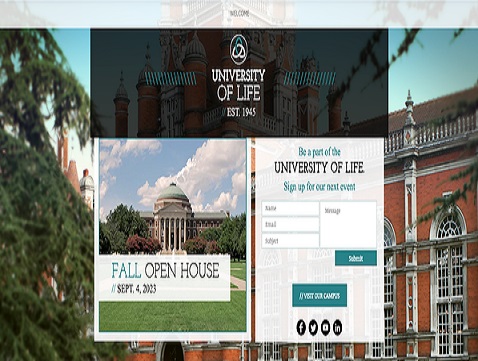 WELCOME
UNIVERSITY
OF LIFE
// EST. 1945
FALL OPEN HOUSE
// SEPT. 4, 2023
Be a part of the
UNIVERSITY OF LIFE.
Sign up for our next event
Name
Message
Email
Subject
Submit
// VISIT OUR CAMPUS